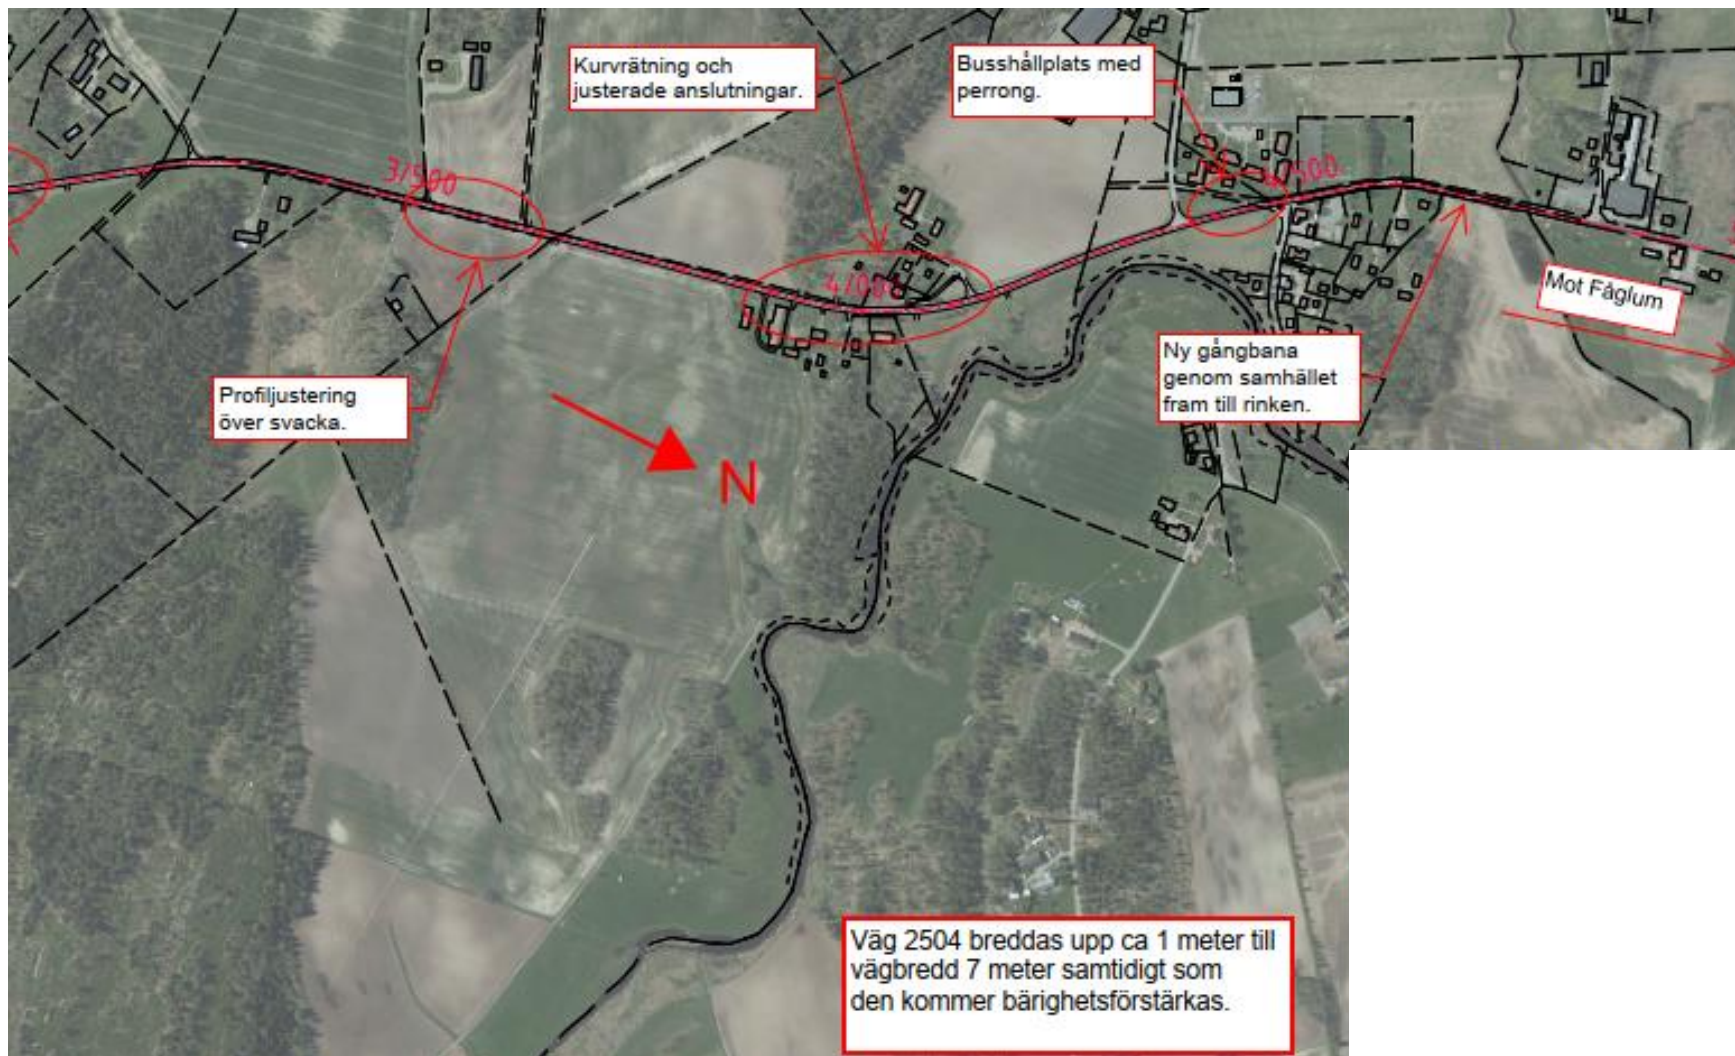 Kurvrätning och
justerade anslutningar.
Busshållplats med
perrong.
3/500
4/000
4/500
Mot Fåglum
Profiljustering
över svacka.
Ny gångbana
genom samhället
fram till rinken.
N
Väg 2504 breddas upp ca 1 meter till
vägbredd 7 meter samtidigt som
den kommer bärighetsförstärkas.